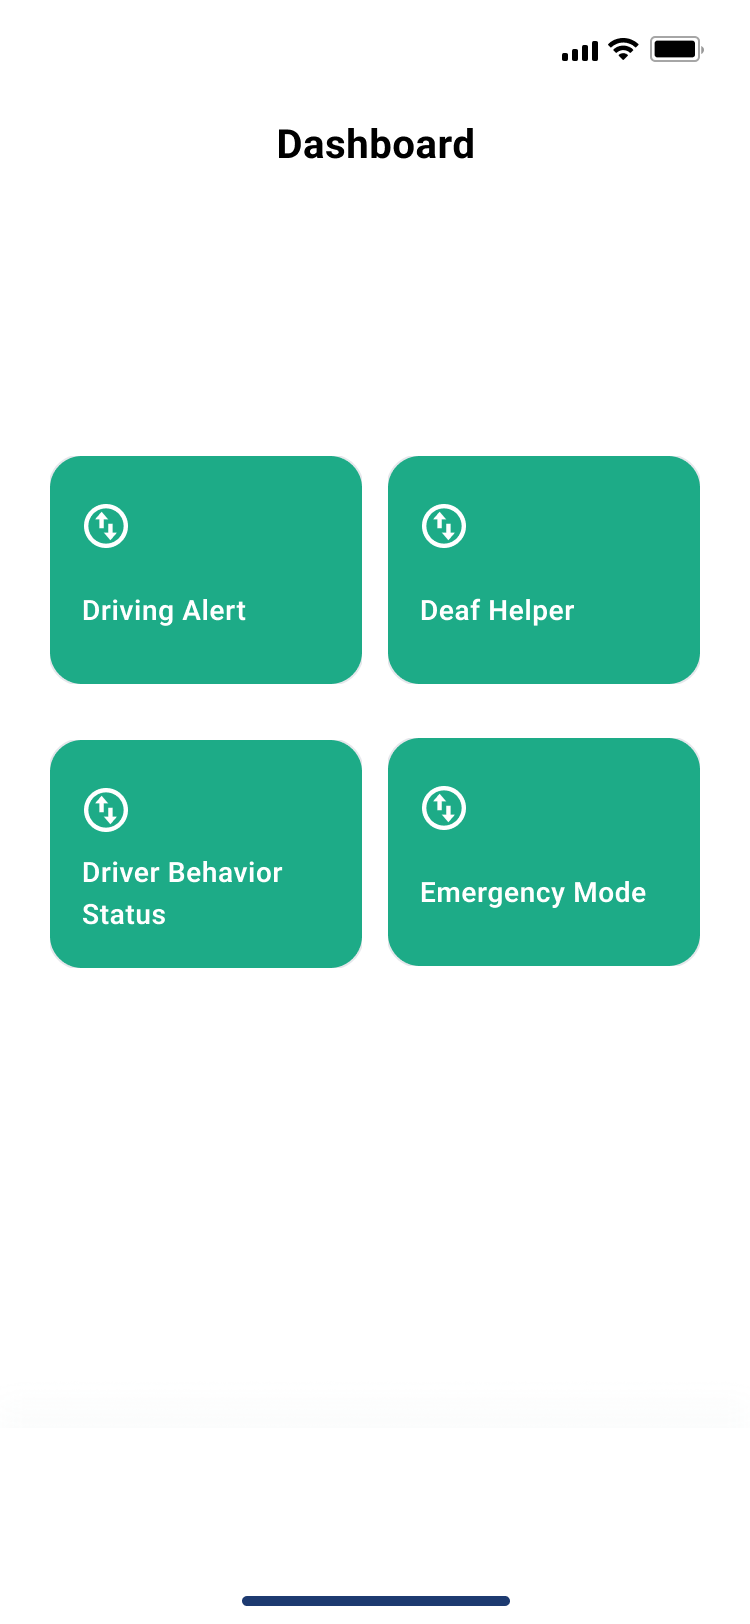 Dashboard
Driving Alert
Deaf Helper
Driver Behavior
Status
Emergency Mode